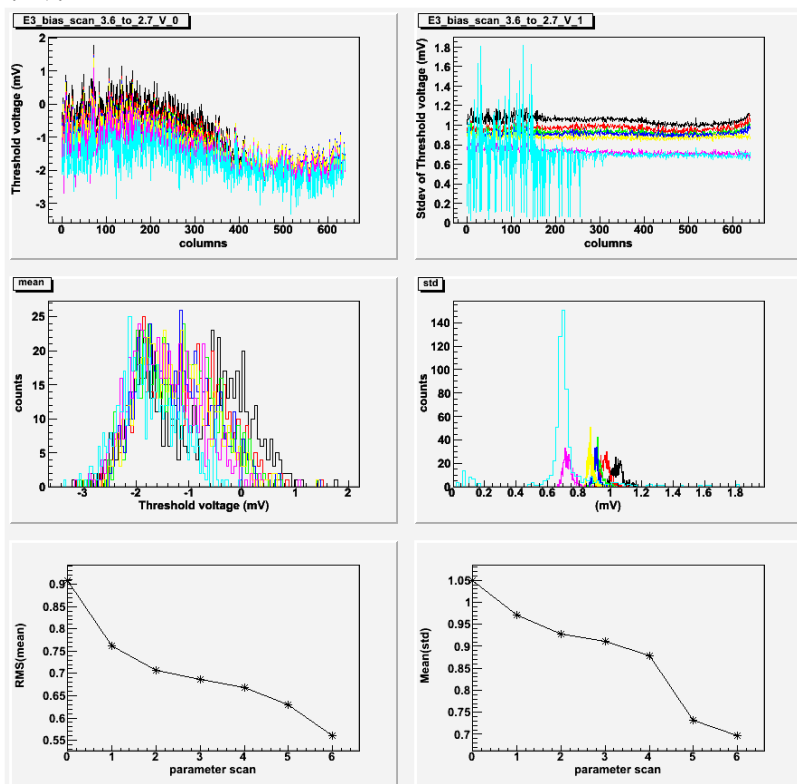 E3_bias_scan_3.6_to_2.7_V_0
Threshold voltage (mV)
2
1
0
-1
-2
-3
0 100 200 300 400 500 600
columns
E3_bias_scan_3.6_to_2.7_V_1
Stdev of Threshold voltage (mV)
1.8
1.6
1.4
1.2
1.0
0.8
0.6
0.4
0.2
0
0 100 200 300 400 500 600
columns
mean
counts
25
20
15
10
5
0
-3 -2 -1 0 1 2
Threshold voltage (mV)
std
counts
140
120
100
80
60
40
20
0
0 0.2 0.4 0.6 0.8 1 1.2 1.4 1.6 1.8
(mV)
RMS(mean)
0.9
0.85
0.8
0.75
0.7
0.65
0.6
0.55
0 1 2 3 4 5 6
parameter scan
Mean(std)
1.05
1
0.95
0.9
0.85
0.8
0.75
0.7
0 1 2 3 4 5 6
parameter scan